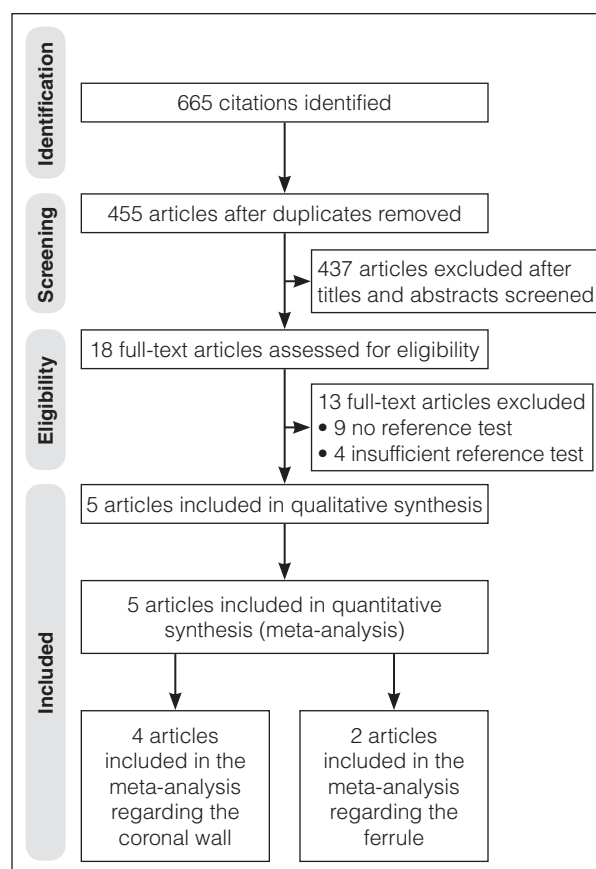 Identification
665 citations identified
Screening
455 articles after duplicates removed
437 articles excluded after
titles and abstracts screened
Eligibility
18 full-text articles assessed for eligibility
13 full-text articles excluded
• 9 no reference test
• 4 insufficient reference test
Included
5 articles included in qualitative synthesis
5 articles included in quantitative
synthesis (meta-analysis)
4 articles
included in the
meta-analysis
regarding the
coronal wall
2 articles
included in the
meta-analysis
regarding the
ferrule